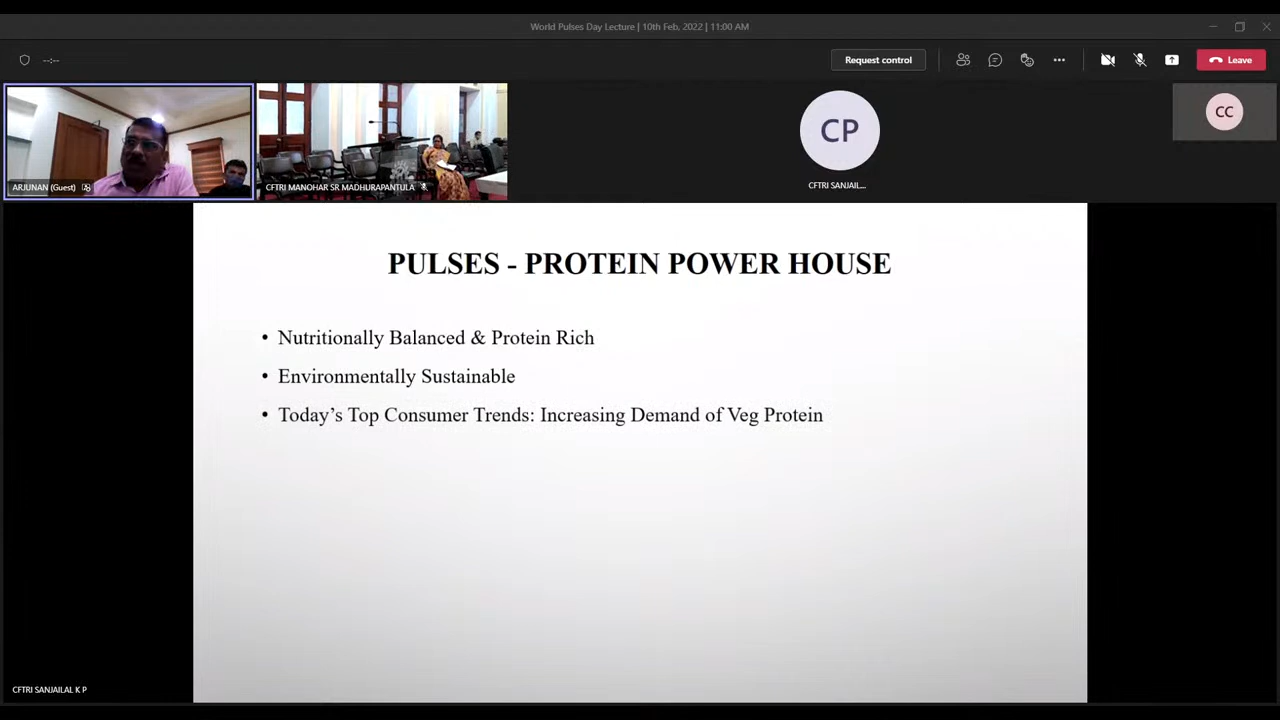 World Pulses Day Lecture | 10th Feb, 2022 | 11:00 AM
--:--
Request control
Leave
ARJUNAN (Guest)
CFTRI MANOHAR SR MADHURAPANTULA
CP
CFTRI SANJAIL...
CC
PULSES - PROTEIN POWER HOUSE
• Nutritionally Balanced & Protein Rich
• Environmentally Sustainable
• Today’s Top Consumer Trends: Increasing Demand of Veg Protein
CFTRI SANJAILAL K P